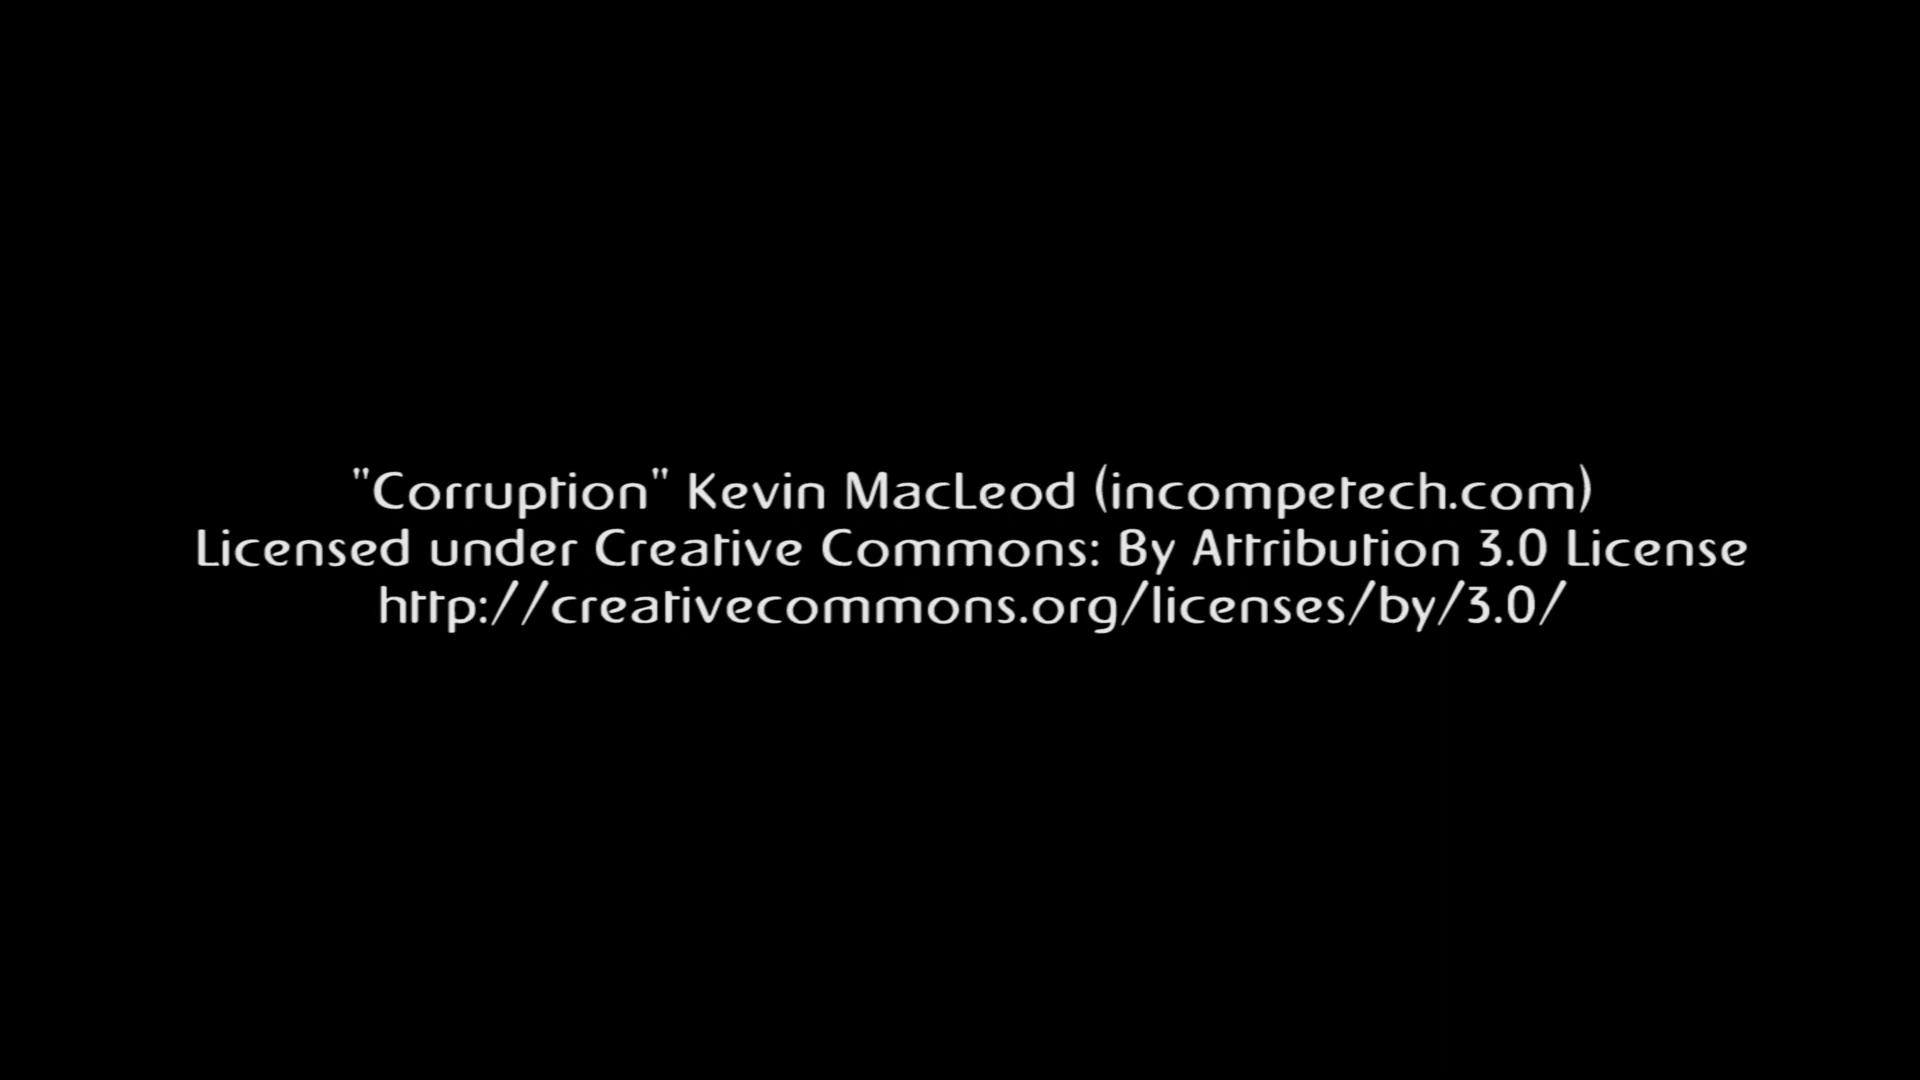 "Corruption" Kevin MacLeod (incompetech.com)
Licensed under Creative Commons: By Attribution 3.0 License
http://creativecommons.org/licenses/by/3.0/